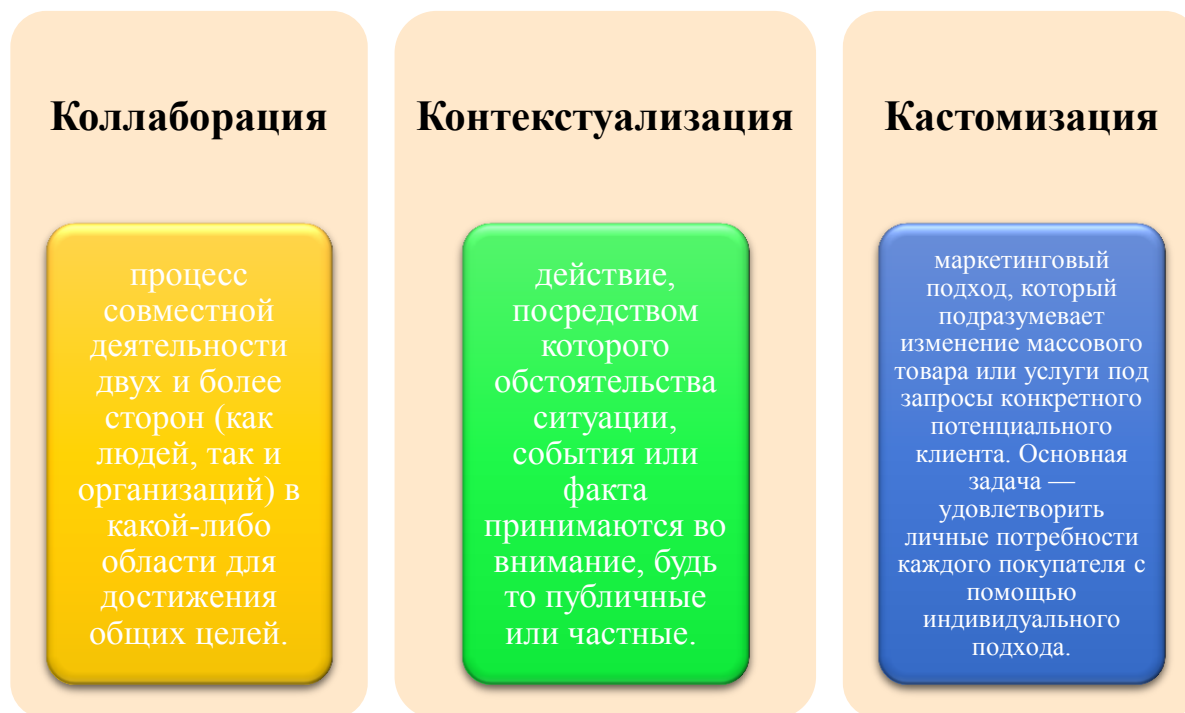 Коллаборация
процесс
совместной
деятельности
двух и более
сторон (как
людей, так и
организаций) в
какой-либо
области для
достижения
общих целей.
Контекстуализация
действие,
посредством
которого
обстоятельства
ситуации,
события или
факта
принимаются во
внимание, будь
то публичные
или частные.
Кастомизация
маркетинговый
подход, который
подразумевает
изменение массового
товара или услуги под
запросы конкретного
потенциального
клиента. Основная
задача —
удовлетворить
личные потребности
каждого покупателя с
помощью
индивидуального
подхода.